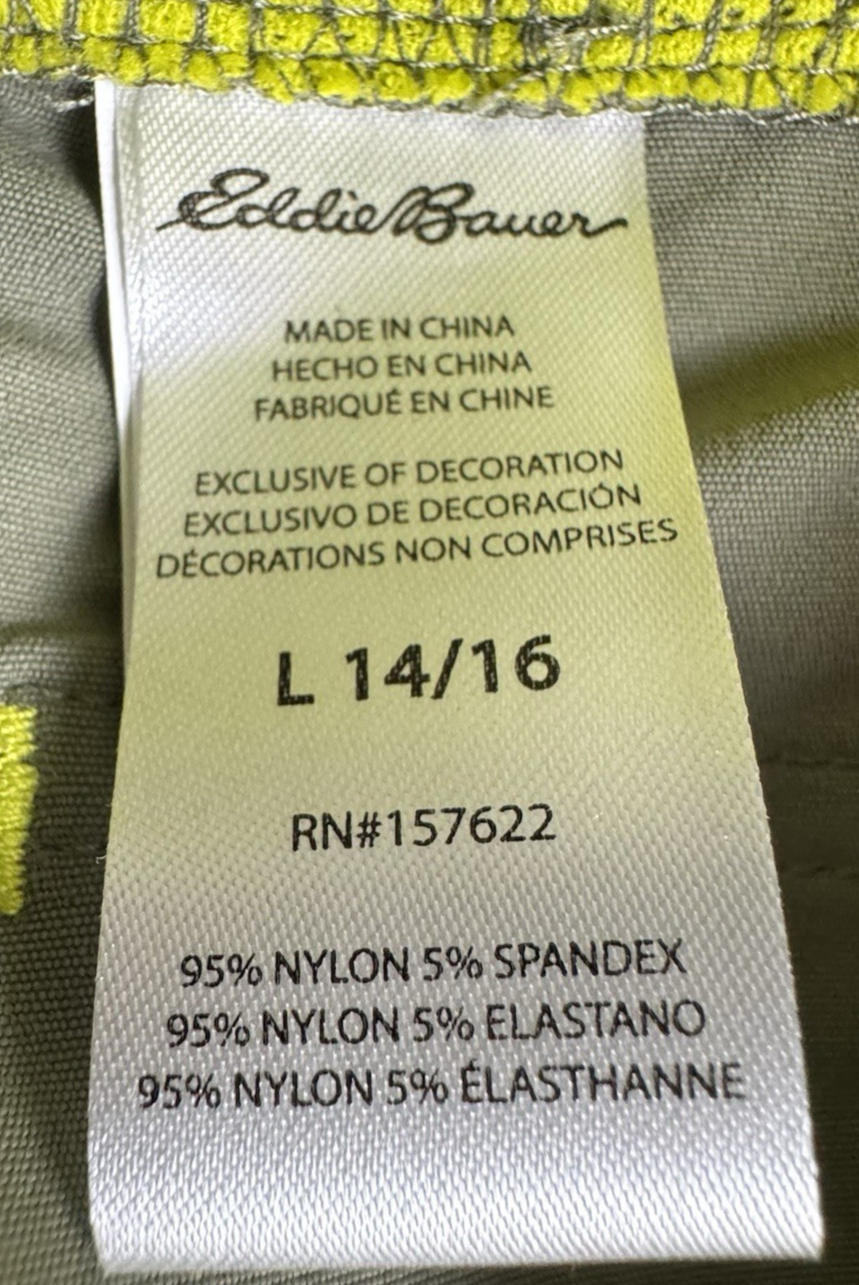 Eddie Bauer
MADE IN CHINA
HECHO EN CHINA
FABRIQUÉ EN CHINE
EXCLUSIVE OF DECORATION
EXCLUSIVO DE DECORACIÓN
DÉCORATIONS NON COMPRISES
L 14/16
RN#157622
95% NYLON 5% SPANDEX
95% NYLON 5% ELASTANO
95% NYLON 5% ÉLASTHANNE